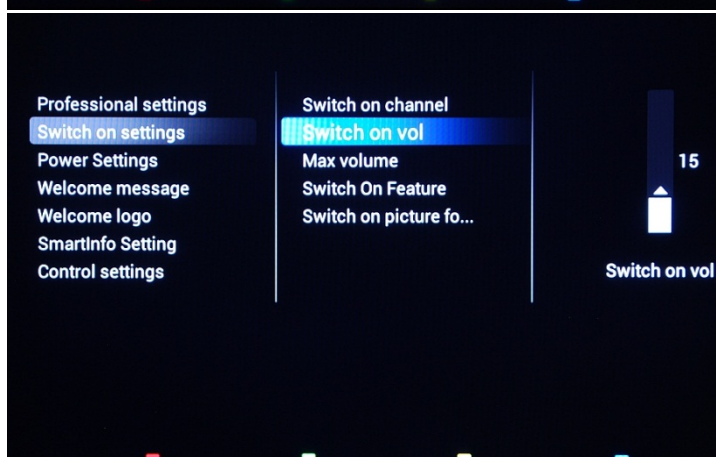 Professional settings
Switch on settings
Power Settings
Welcome message
Welcome logo
SmartInfo Setting
Control settings
Switch on channel
Switch on vol
Max volume
Switch On Feature
Switch on picture fo...
15
Switch on vol